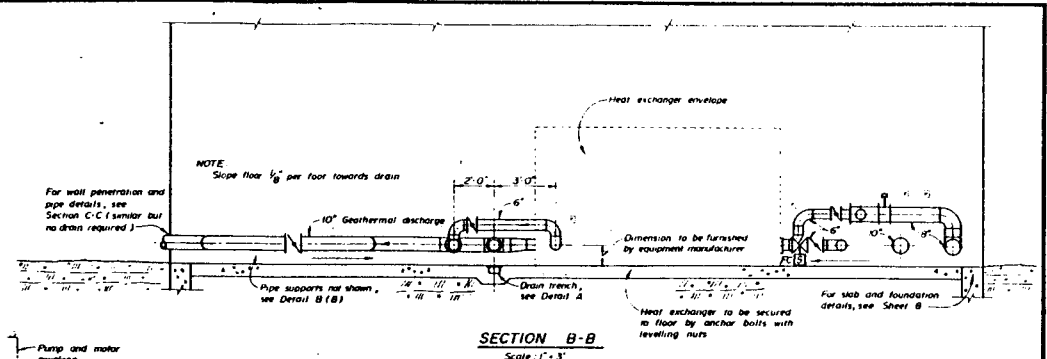 Heat exchanger envelope
NOTE
Slope floor 1/8" per foot towards drain
2'-0"
3'-0"
6"
For wall penetration and
pipe details, see
Section C-C (similar but
no drain required)
10" Geothermal discharge
Dimension to be furnished
by equipment manufacturer
6"
10"
8"
FC
S
Pipe supports not shown,
see Detail B (8)
Drain trench,
see Detail A
Heat exchanger to be secured
to floor by anchor bolts with
levelling nuts
For slab and foundation
details, see Sheet 8
SECTION B-B
Scale: 1" = 3'
Pump and motor